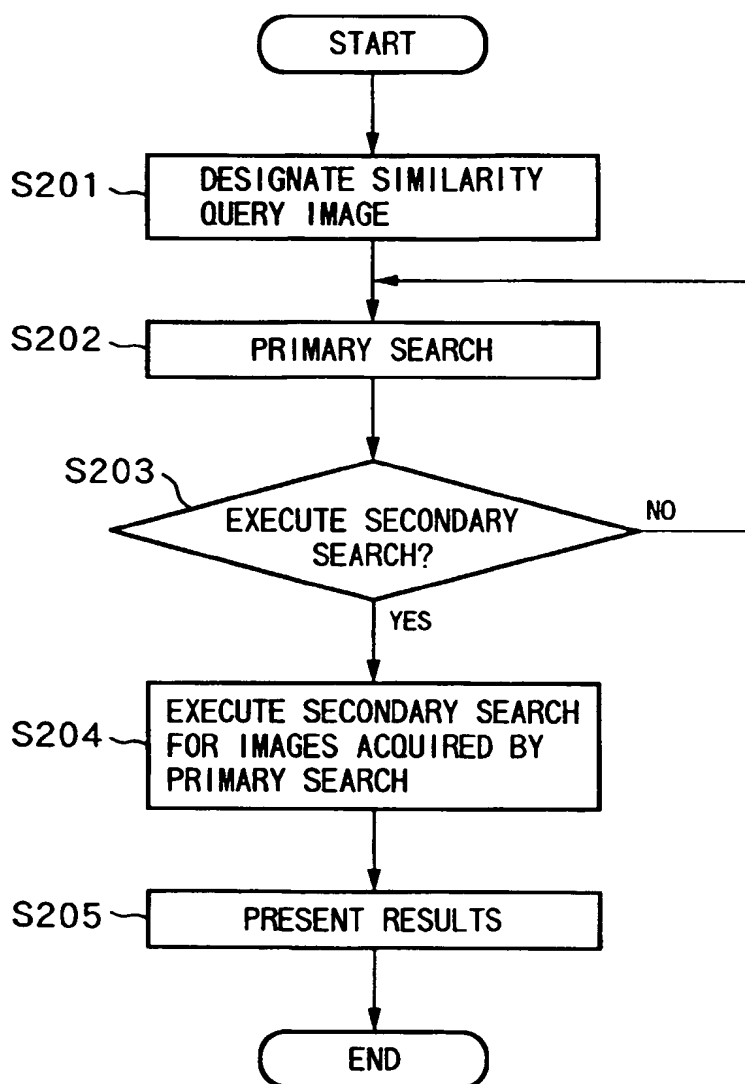 START
S201
DESIGNATE SIMILARITY
QUERY IMAGE
S202
PRIMARY SEARCH
S203
EXECUTE SECONDARY
SEARCH?
NO
YES
S204
EXECUTE SECONDARY SEARCH
FOR IMAGES ACQUIRED BY
PRIMARY SEARCH
S205
PRESENT RESULTS
END